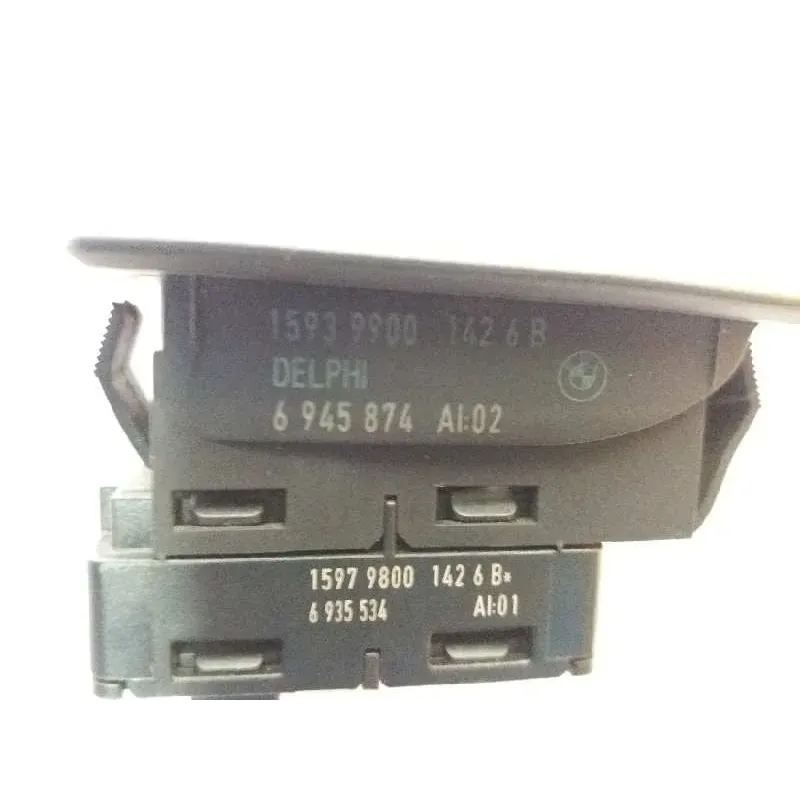 1593 9900 142 6 B
DELPHI
6 945 874 AI:02
1597 9800 142 6 B*
6 935 534 AI:01